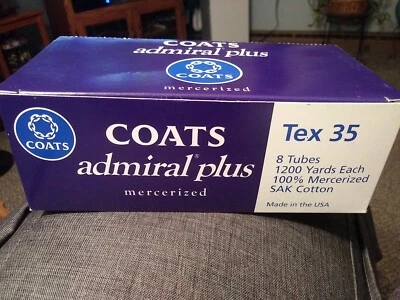 COATS
admiral plus
COATS
mercerized
COATS
COATS
admiral® plus
mercerized
Tex 35
8 Tubes
1200 Yards Each
100% Mercerized
SAK Cotton
Made in the USA